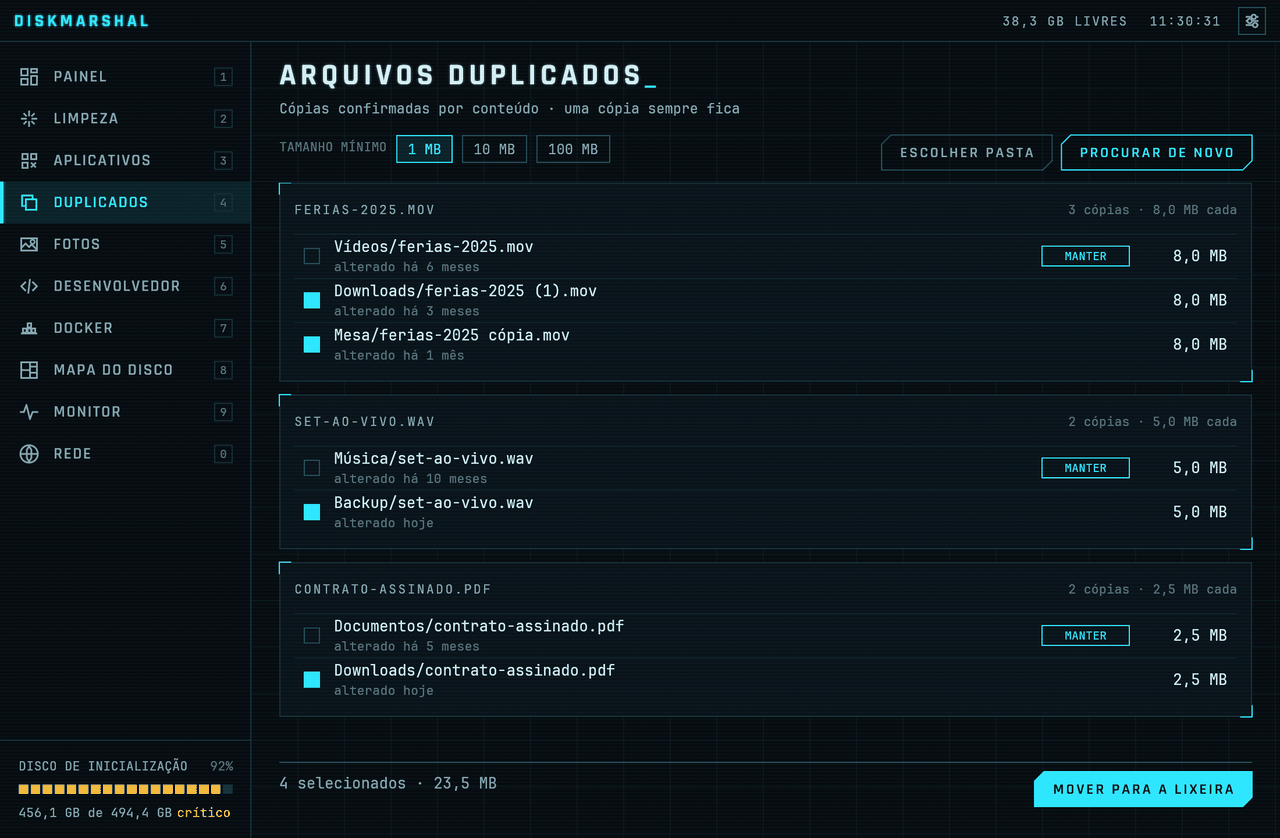 DISKMARSHAL
38,3 GB LIVRES 11:30:31
PAINEL 1
LIMPEZA 2
APLICATIVOS 3
DUPLICADOS 4
FOTOS 5
DESENVOLVEDOR 6
DOCKER 7
MAPA DO DISCO 8
MONITOR 9
REDE 0
DISCO DE INICIALIZAÇÃO 92%
456,1 GB de 494,4 GB crítico
ARQUIVOS DUPLICADOS_
Cópias confirmadas por conteúdo · uma cópia sempre fica
TAMANHO MÍNIMO 1 MB 10 MB 100 MB ESCOLHER PASTA PROCURAR DE NOVO
FERIAS-2025.MOV 3 cópias · 8,0 MB cada
Vídeos/ferias-2025.mov MANTER 8,0 MB
alterado há 6 meses
Downloads/ferias-2025 (1).mov 8,0 MB
alterado há 3 meses
Mesa/ferias-2025 cópia.mov 8,0 MB
alterado há 1 mês
SET-AO-VIVO.WAV 2 cópias · 5,0 MB cada
Música/set-ao-vivo.wav MANTER 5,0 MB
alterado há 10 meses
Backup/set-ao-vivo.wav 5,0 MB
alterado hoje
CONTRATO-ASSINADO.PDF 2 cópias · 2,5 MB cada
Documentos/contrato-assinado.pdf MANTER 2,5 MB
alterado há 5 meses
Downloads/contrato-assinado.pdf 2,5 MB
alterado hoje
4 selecionados · 23,5 MB MOVER PARA A LIXEIRA